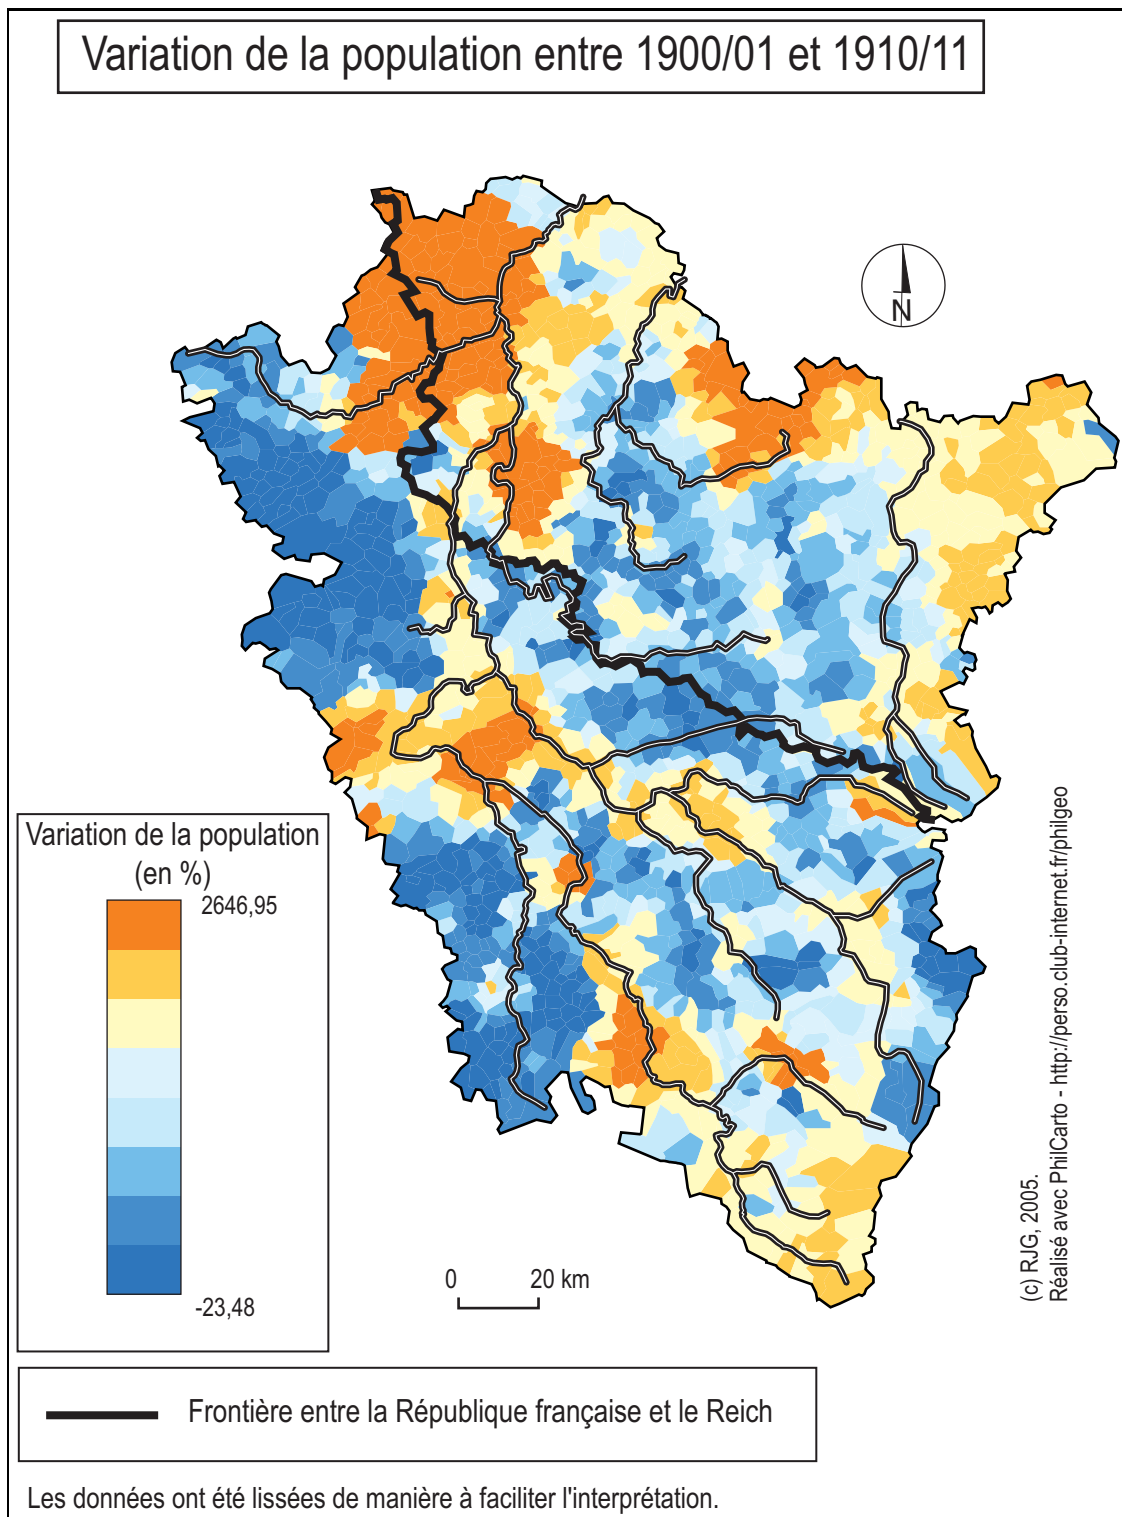 Variation de la population entre 1900/01 et 1910/11
N
Variation de la population
(en %)
2646,95
-23,48
0 20 km
(c) RJG, 2005.
Réalisé avec PhilCarto - http://perso.club-internet.fr/philgeo
Frontière entre la République française et le Reich
Les données ont été lissées de manière à faciliter l'interprétation.